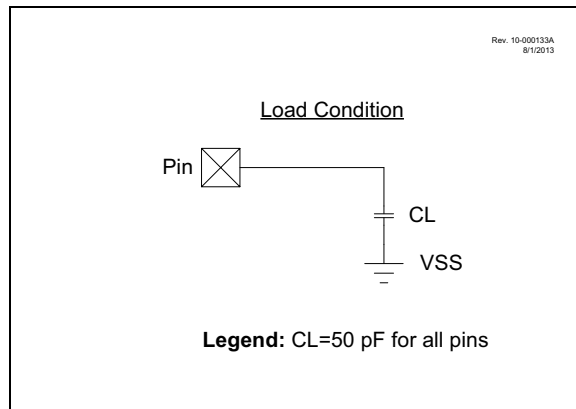 Rev. 10-000133A
8/1/2013
Load Condition
Pin
CL
VSS
Legend: CL=50 pF for all pins